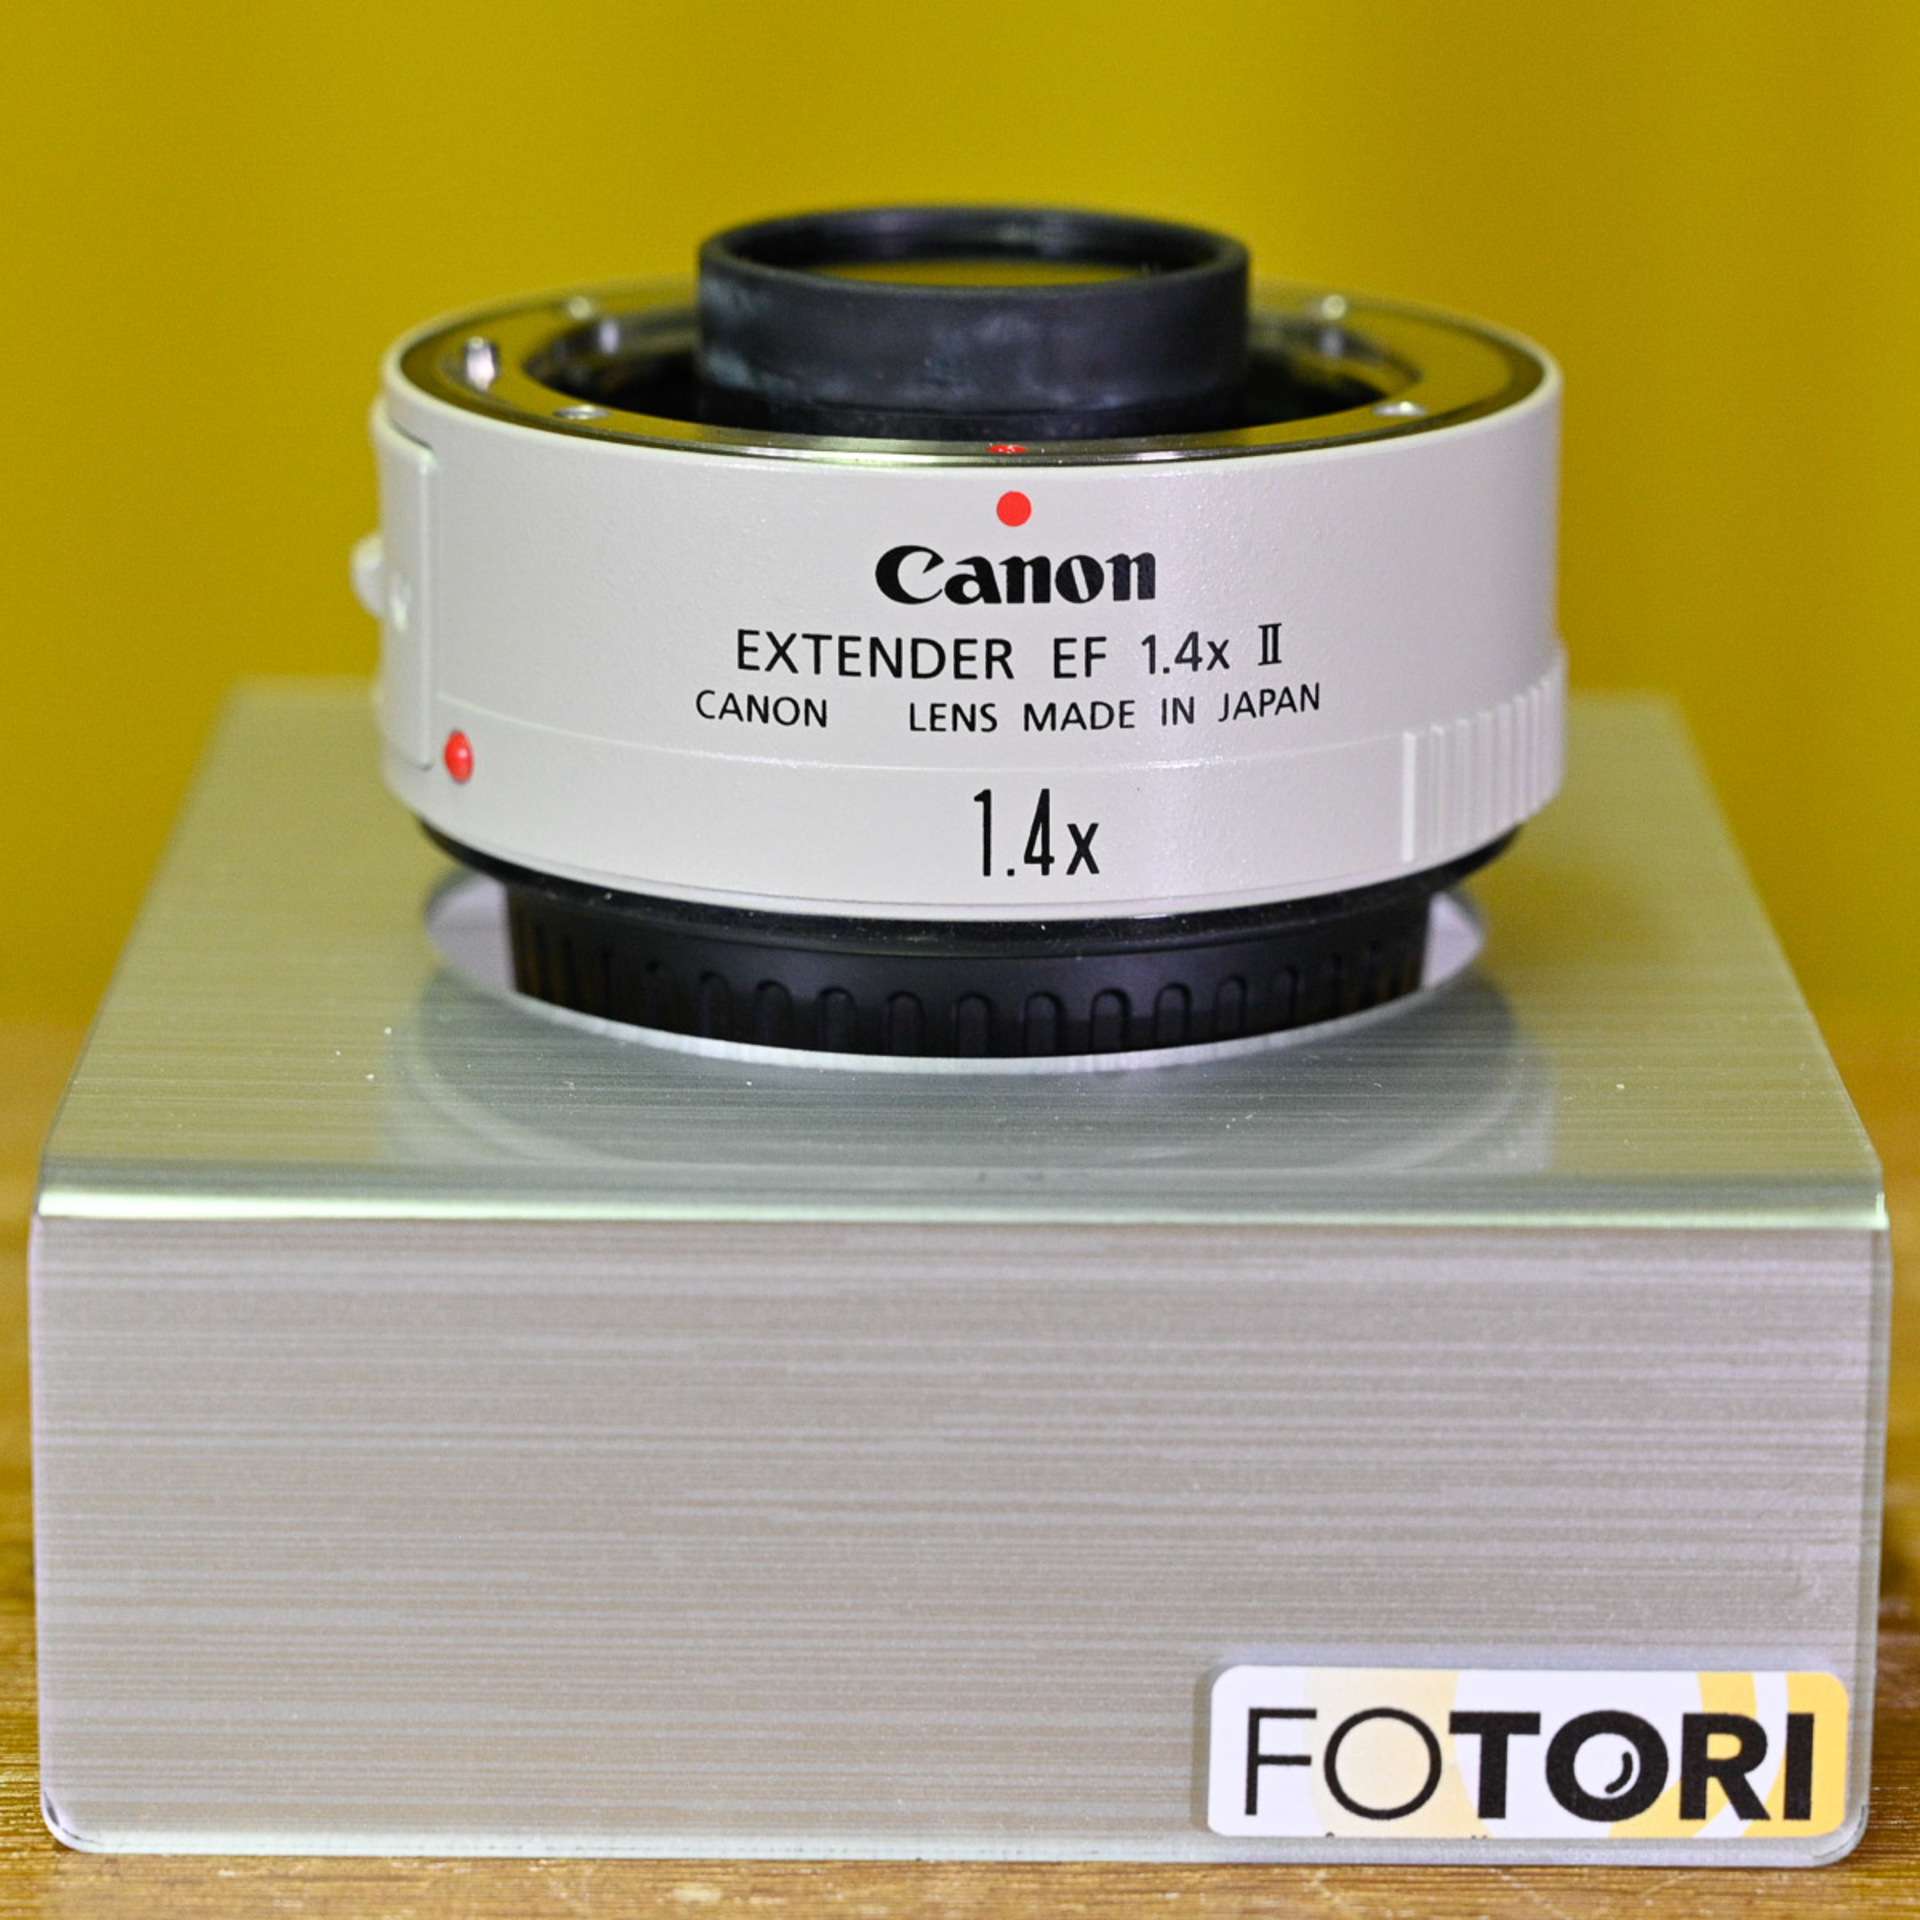 Canon
EXTENDER EF 1.4x II
CANON LENS MADE IN JAPAN
1.4x
FOTORI